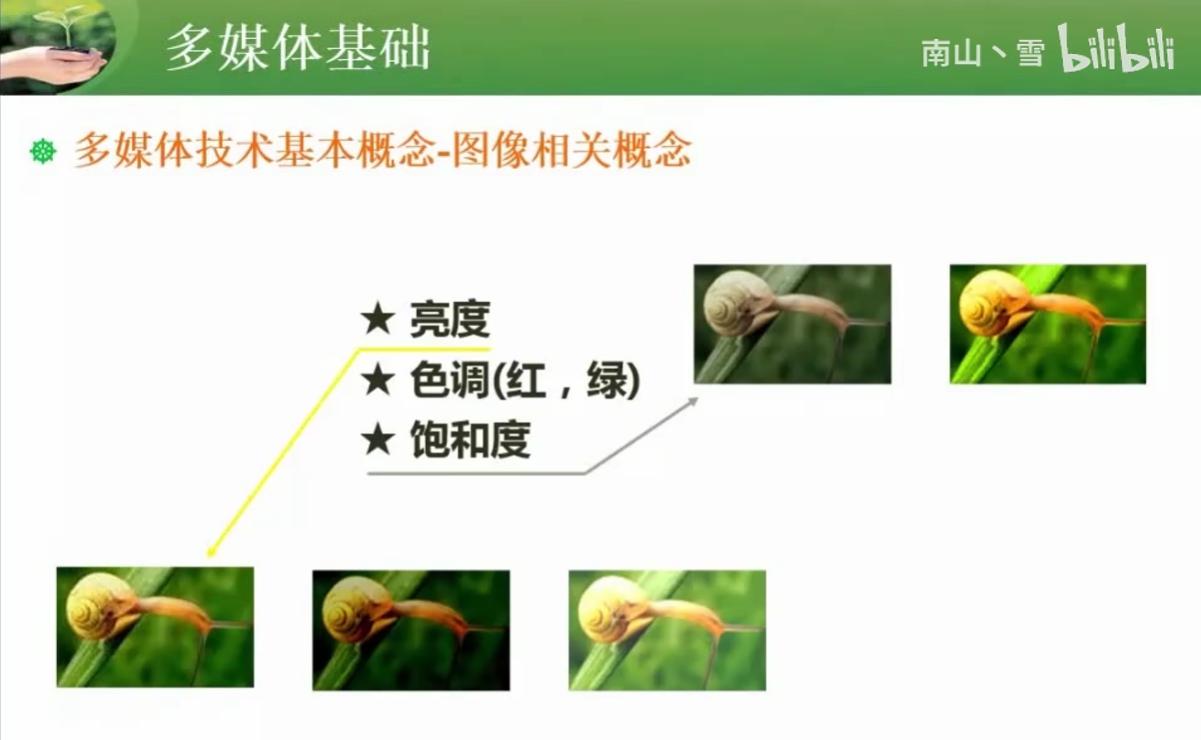 多媒体基础
南山丶雪 bilibili
多媒体技术基本概念-图像相关概念
★ 亮度
★ 色调(红，绿)
★ 饱和度